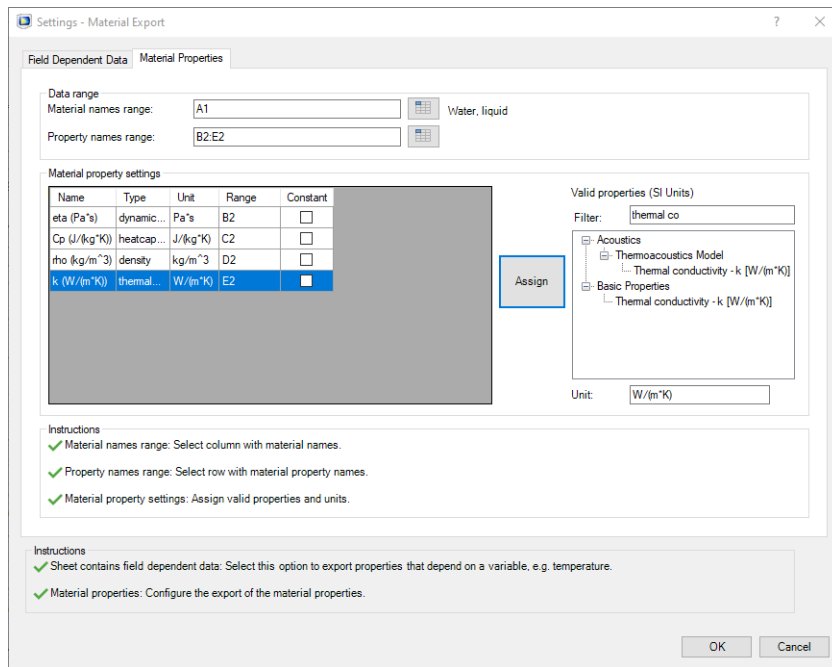 Settings - Material Export
Field Dependent Data
Material Properties
Data range
Material names range: A1 Water, liquid
Property names range: B2:E2
Material property settings
Name Type Unit Range Constant
eta (Pa*s) dynamic... Pa*s B2
Cp (J/(kg*K)) heatcap... J/(kg*K) C2
rho (kg/m^3) density kg/m^3 D2
k (W/(m*K)) thermal... W/(m*K) E2
Assign
Valid properties (SI Units)
Filter: thermal co
Acoustics
Thermoacoustics Model
Thermal conductivity - k [W/(m*K)]
Basic Properties
Thermal conductivity - k [W/(m*K)]
Unit: W/(m*K)
Instructions
Material names range: Select column with material names.
Property names range: Select row with material property names.
Material property settings: Assign valid properties and units.
Instructions
Sheet contains field dependent data: Select this option to export properties that depend on a variable, e.g. temperature.
Material properties: Configure the export of the material properties.
OK Cancel